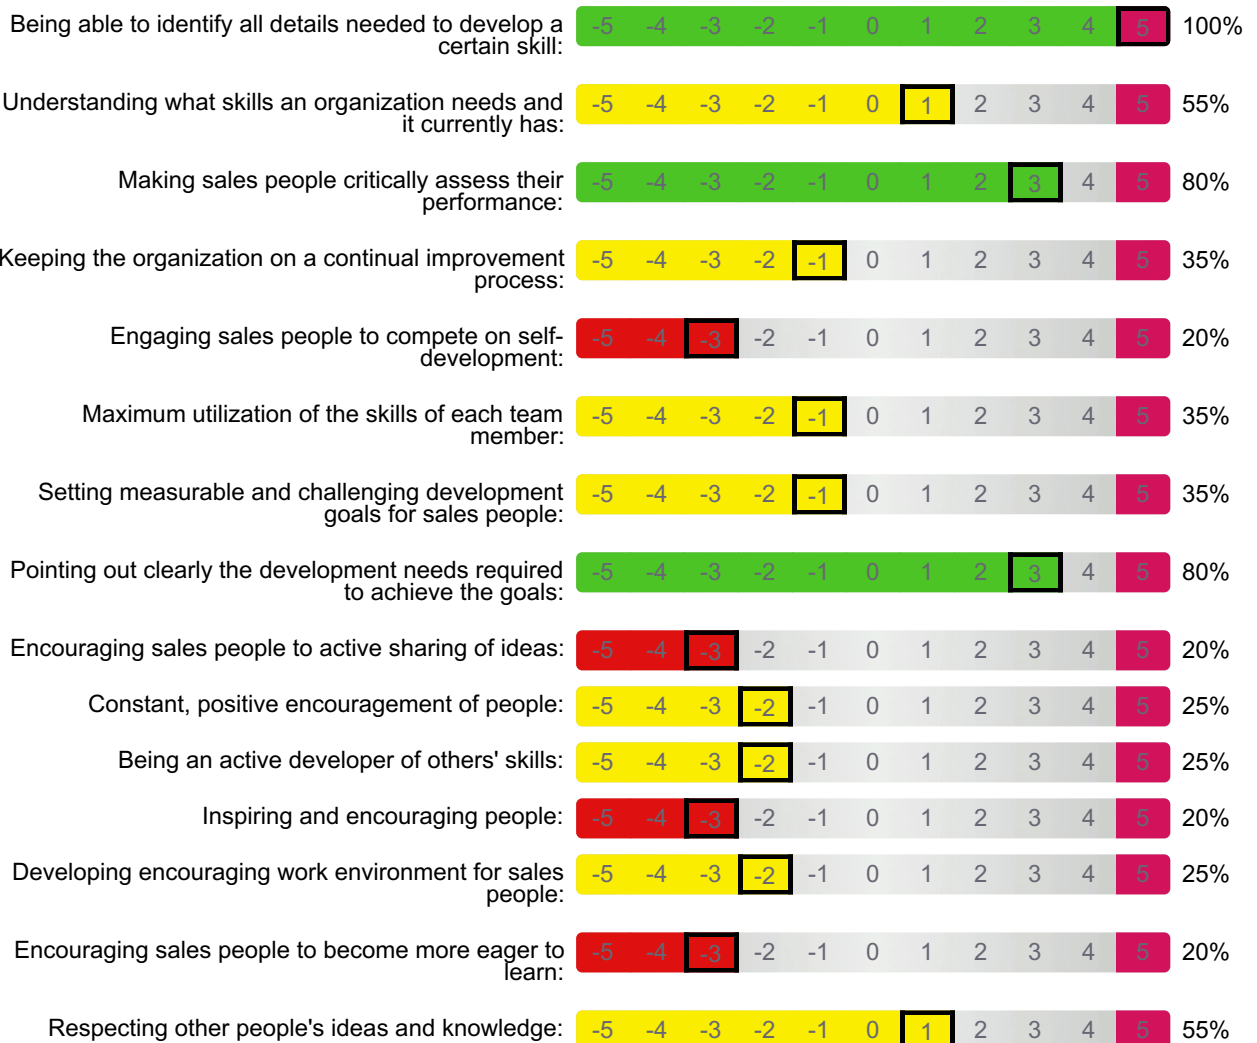 Being able to identify all details needed to develop a
certain skill:
-5 -4 -3 -2 -1 0 1 2 3 4 5 100%
Understanding what skills an organization needs and
it currently has:
-5 -4 -3 -2 -1 0 1 2 3 4 5 55%
Making sales people critically assess their
performance:
-5 -4 -3 -2 -1 0 1 2 3 4 5 80%
Keeping the organization on a continual improvement
process:
-5 -4 -3 -2 -1 0 1 2 3 4 5 35%
Engaging sales people to compete on self-
development:
-5 -4 -3 -2 -1 0 1 2 3 4 5 20%
Maximum utilization of the skills of each team
member:
-5 -4 -3 -2 -1 0 1 2 3 4 5 35%
Setting measurable and challenging development
goals for sales people:
-5 -4 -3 -2 -1 0 1 2 3 4 5 35%
Pointing out clearly the development needs required
to achieve the goals:
-5 -4 -3 -2 -1 0 1 2 3 4 5 80%
Encouraging sales people to active sharing of ideas:
-5 -4 -3 -2 -1 0 1 2 3 4 5 20%
Constant, positive encouragement of people:
-5 -4 -3 -2 -1 0 1 2 3 4 5 25%
Being an active developer of others' skills:
-5 -4 -3 -2 -1 0 1 2 3 4 5 25%
Inspiring and encouraging people:
-5 -4 -3 -2 -1 0 1 2 3 4 5 20%
Developing encouraging work environment for sales
people:
-5 -4 -3 -2 -1 0 1 2 3 4 5 25%
Encouraging sales people to become more eager to
learn:
-5 -4 -3 -2 -1 0 1 2 3 4 5 20%
Respecting other people's ideas and knowledge:
-5 -4 -3 -2 -1 0 1 2 3 4 5 55%